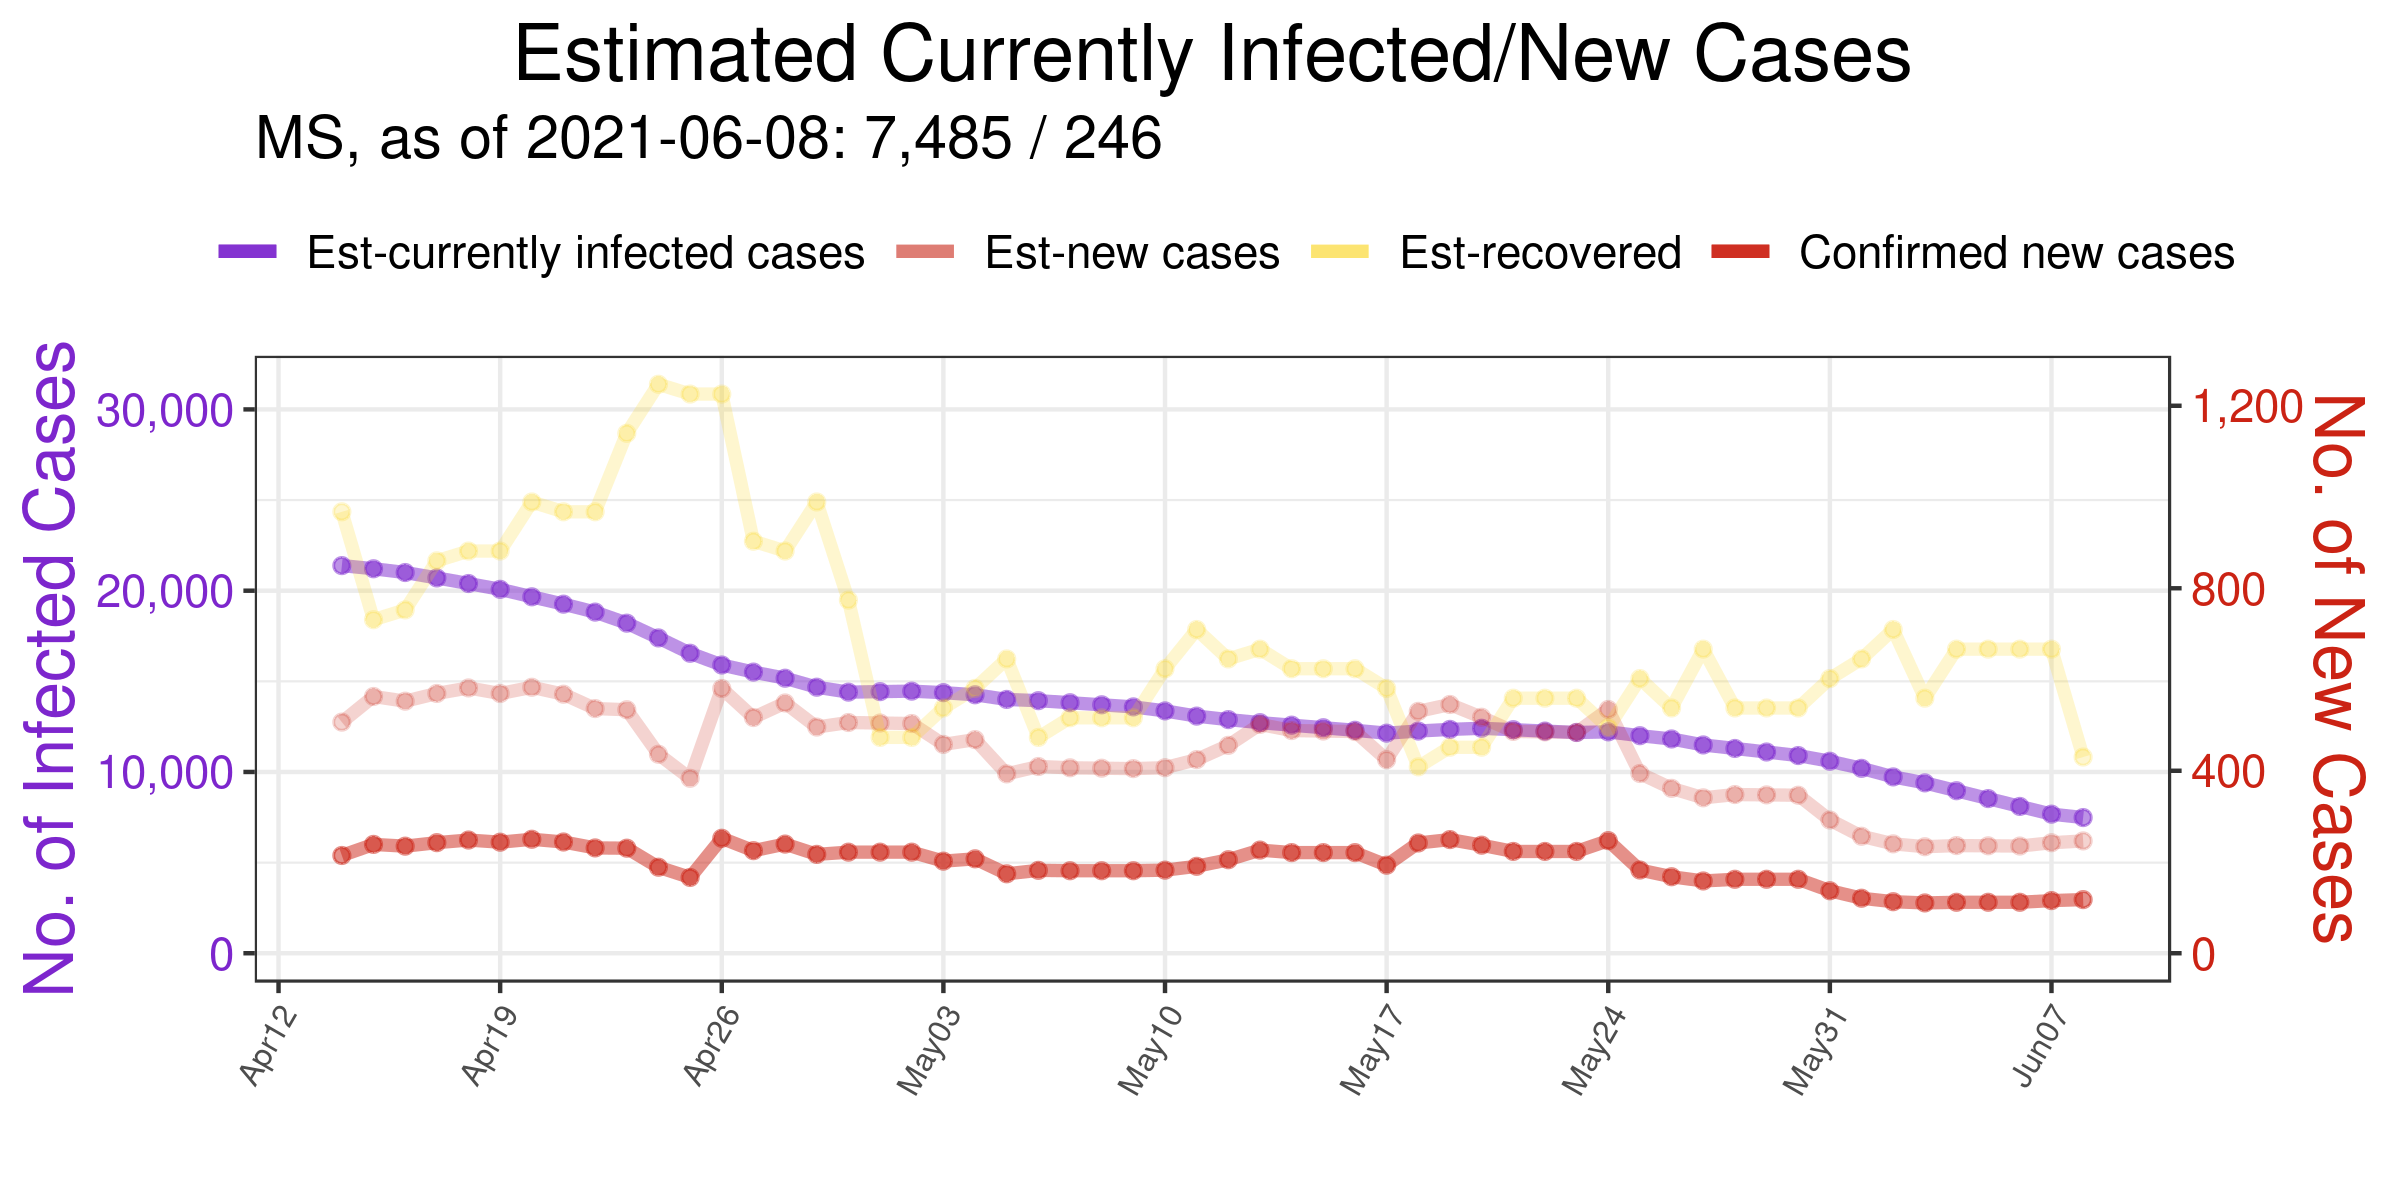 Estimated Currently Infected/New Cases
MS, as of 2021-06-08: 7,485 / 246
Est-currently infected cases Est-new cases Est-recovered Confirmed new cases
No. of Infected Cases
30,000
20,000
10,000
0
1,200
800
400
0
No. of New Cases
Apr12 Apr19 Apr26 May03 May10 May17 May24 May31 Jun07